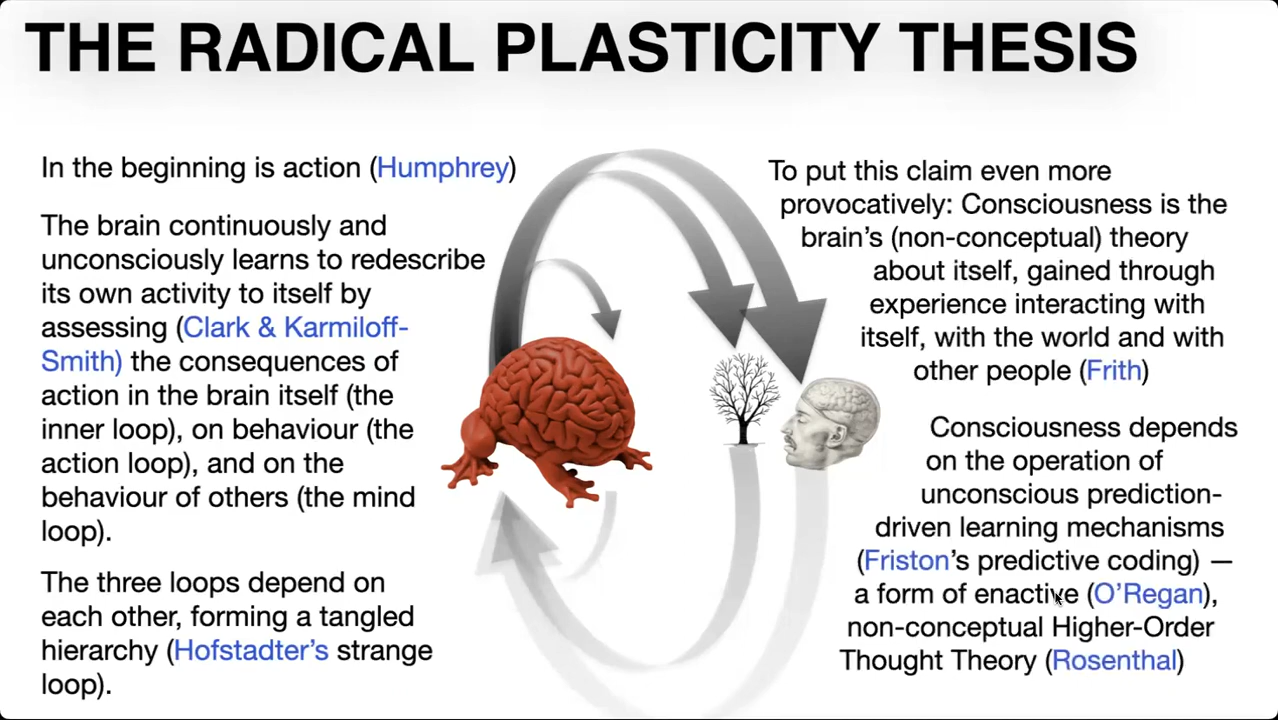 THE RADICAL PLASTICITY THESIS
In the beginning is action (Humphrey)
The brain continuously and
unconsciously learns to redescribe
its own activity to itself by
assessing (Clark & Karmiloff-
Smith) the consequences of
action in the brain itself (the
inner loop), on behaviour (the
action loop), and on the
behaviour of others (the mind
loop).
The three loops depend on
each other, forming a tangled
hierarchy (Hofstadter’s strange
loop).
To put this claim even more
provocatively: Consciousness is the
brain’s (non-conceptual) theory
about itself, gained through
experience interacting with
itself, with the world and with
other people (Frith)
Consciousness depends
on the operation of
unconscious prediction-
driven learning mechanisms
(Friston’s predictive coding) —
a form of enactive (O’Regan),
non-conceptual Higher-Order
Thought Theory (Rosenthal)